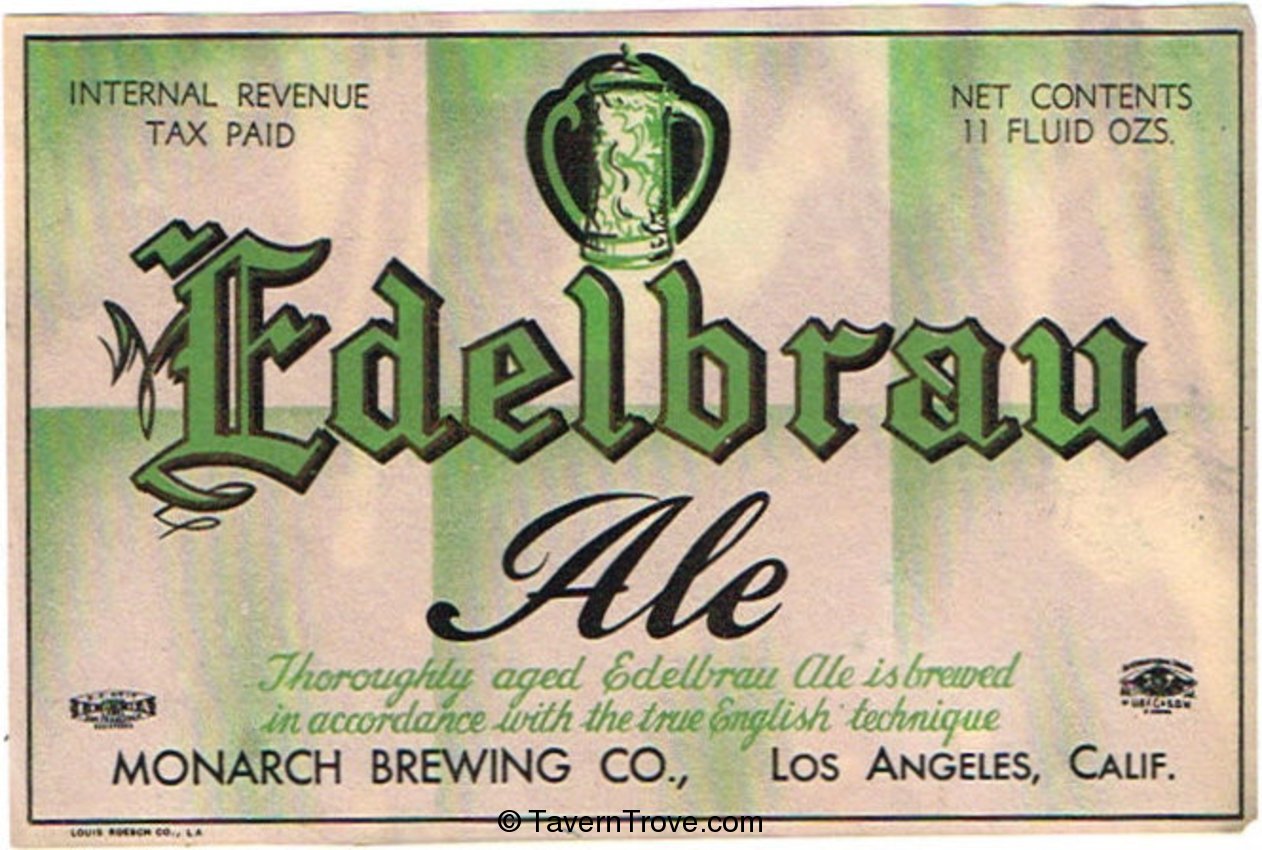 INTERNAL REVENUE
TAX PAID
NET CONTENTS
11 FLUID OZS.
Edelbrau
Ale
Thoroughly aged Edelbrau Ale is brewed
in accordance with the true English technique
MONARCH BREWING CO., LOS ANGELES, CALIF.
LOUIS ROESCH CO., L A
© TavernTrove.com